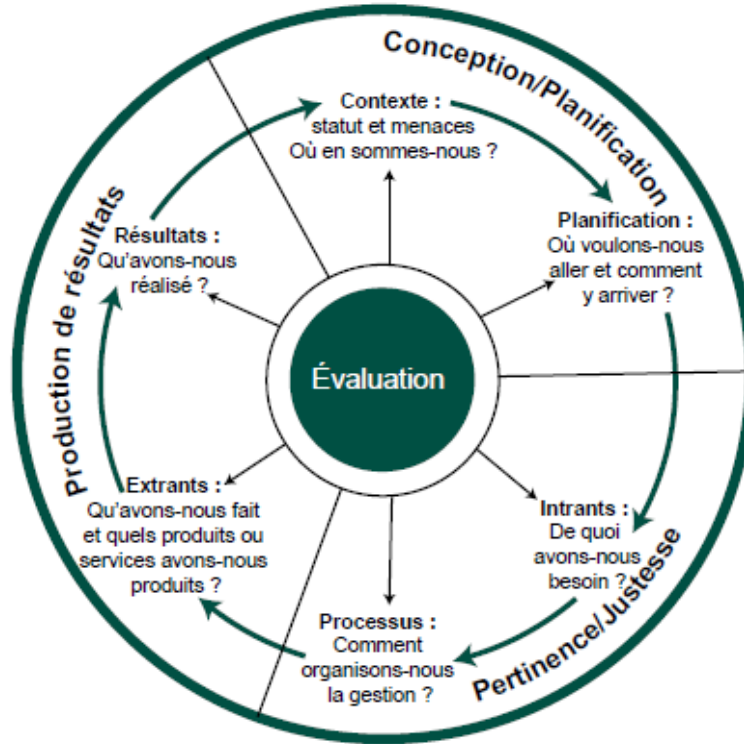 Conception/Planification
Contexte :
statut et menaces
Où en sommes-nous ?
Planification :
Où voulons-nous
aller et comment
y arriver ?
Pertinence/Justesse
Intrants :
De quoi
avons-nous
besoin ?
Processus :
Comment
organisons-nous
la gestion ?
Production de résultats
Extrants :
Qu’avons-nous fait
et quels produits ou
services avons-nous
produits ?
Résultats :
Qu’avons-nous
réalisé ?
Évaluation